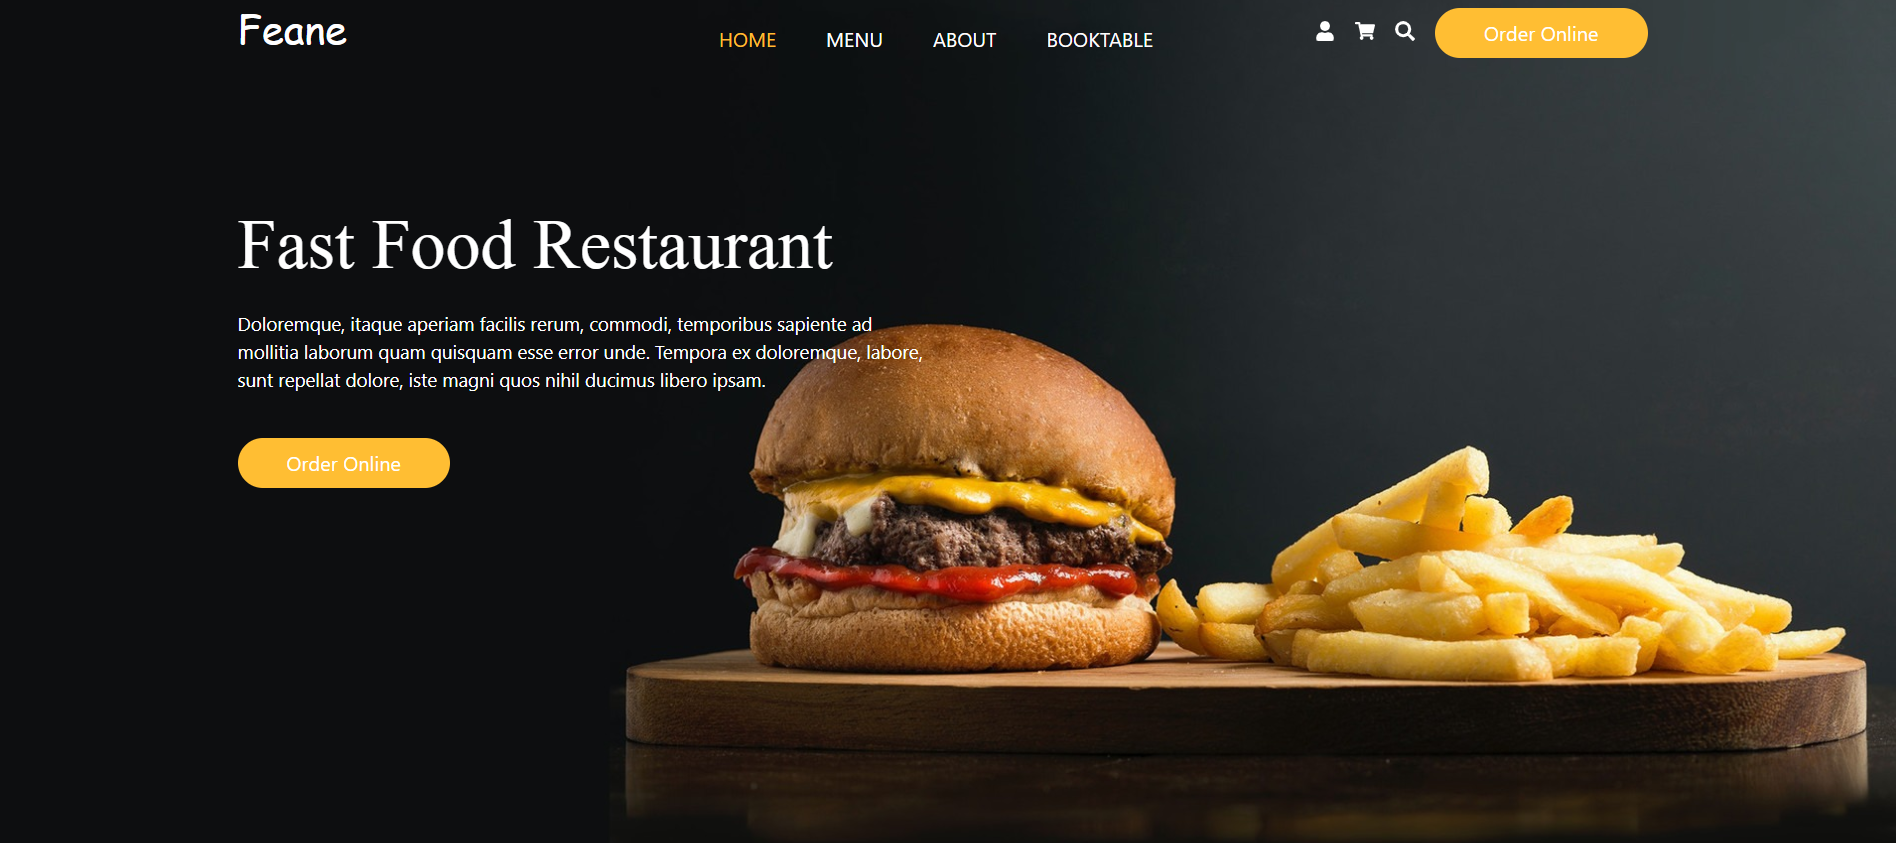 Feane
HOME MENU ABOUT BOOKTABLE
Order Online
Fast Food Restaurant
Doloremque, itaque aperiam facilis rerum, commodi, temporibus sapiente ad
mollitia laborum quam quisquam esse error unde. Tempora ex doloremque, labore,
sunt repellat dolore, iste magni quos nihil ducimus libero ipsam.
Order Online